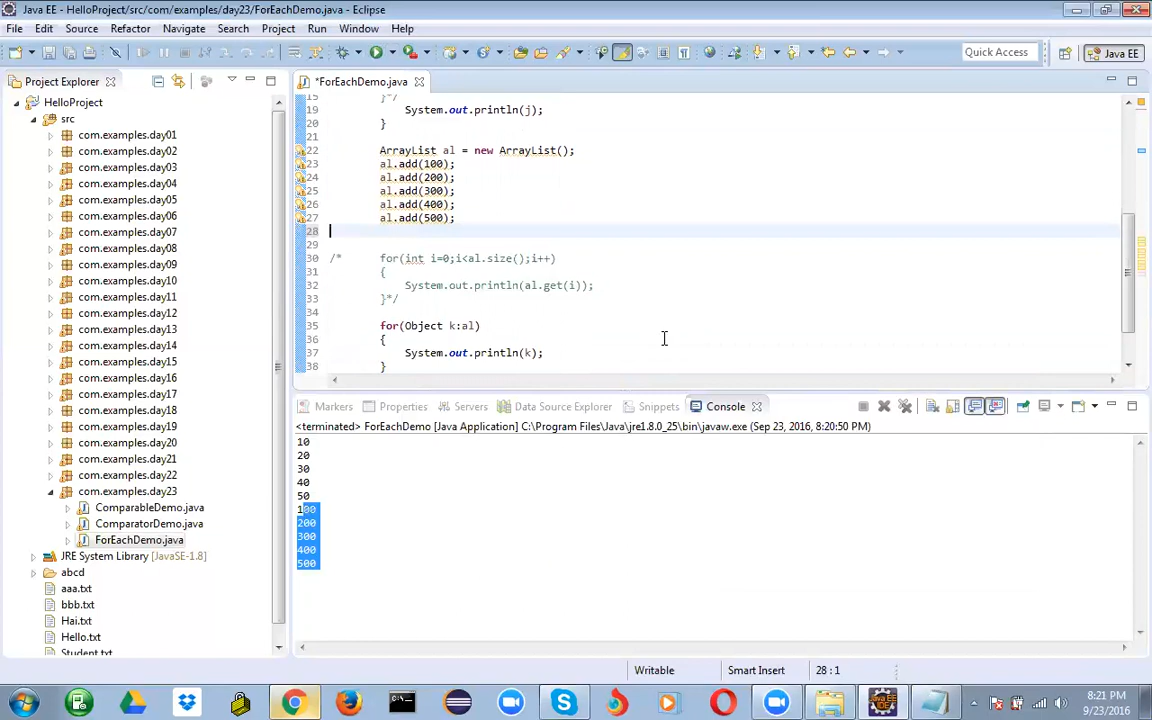 Java EE - HelloProject/src/com/examples/day23/ForEachDemo.java - Eclipse
File Edit Source Refactor Navigate Search Project Run Window Help
Quick Access
Java EE
Project Explorer
HelloProject
src
com.examples.day01
com.examples.day02
com.examples.day03
com.examples.day04
com.examples.day05
com.examples.day06
com.examples.day07
com.examples.day08
com.examples.day09
com.examples.day10
com.examples.day11
com.examples.day12
com.examples.day13
com.examples.day14
com.examples.day15
com.examples.day16
com.examples.day17
com.examples.day18
com.examples.day19
com.examples.day20
com.examples.day21
com.examples.day22
com.examples.day23
ComparableDemo.java
ComparatorDemo.java
ForEachDemo.java
JRE System Library [JavaSE-1.8]
abcd
aaa.txt
bbb.txt
Hai.txt
Hello.txt
Student.txt
*ForEachDemo.java
}*/
19 System.out.println(j);
20 }
21
22 ArrayList al = new ArrayList();
23 al.add(100);
24 al.add(200);
25 al.add(300);
26 al.add(400);
27 al.add(500);
28
29
30 /* for(int i=0;i<al.size();i++)
31 {
32 System.out.println(al.get(i));
33 }*/
34
35 for(Object k:al)
36 {
37 System.out.println(k);
38 }
Markers Properties Servers Data Source Explorer Snippets Console
<terminated> ForEachDemo [Java Application] C:\Program Files\Java\jre1.8.0_25\bin\javaw.exe (Sep 23, 2016, 8:20:50 PM)
10
20
30
40
50
100
200
300
400
500
Writable Smart Insert 28 : 1
8:21 PM
9/23/2016